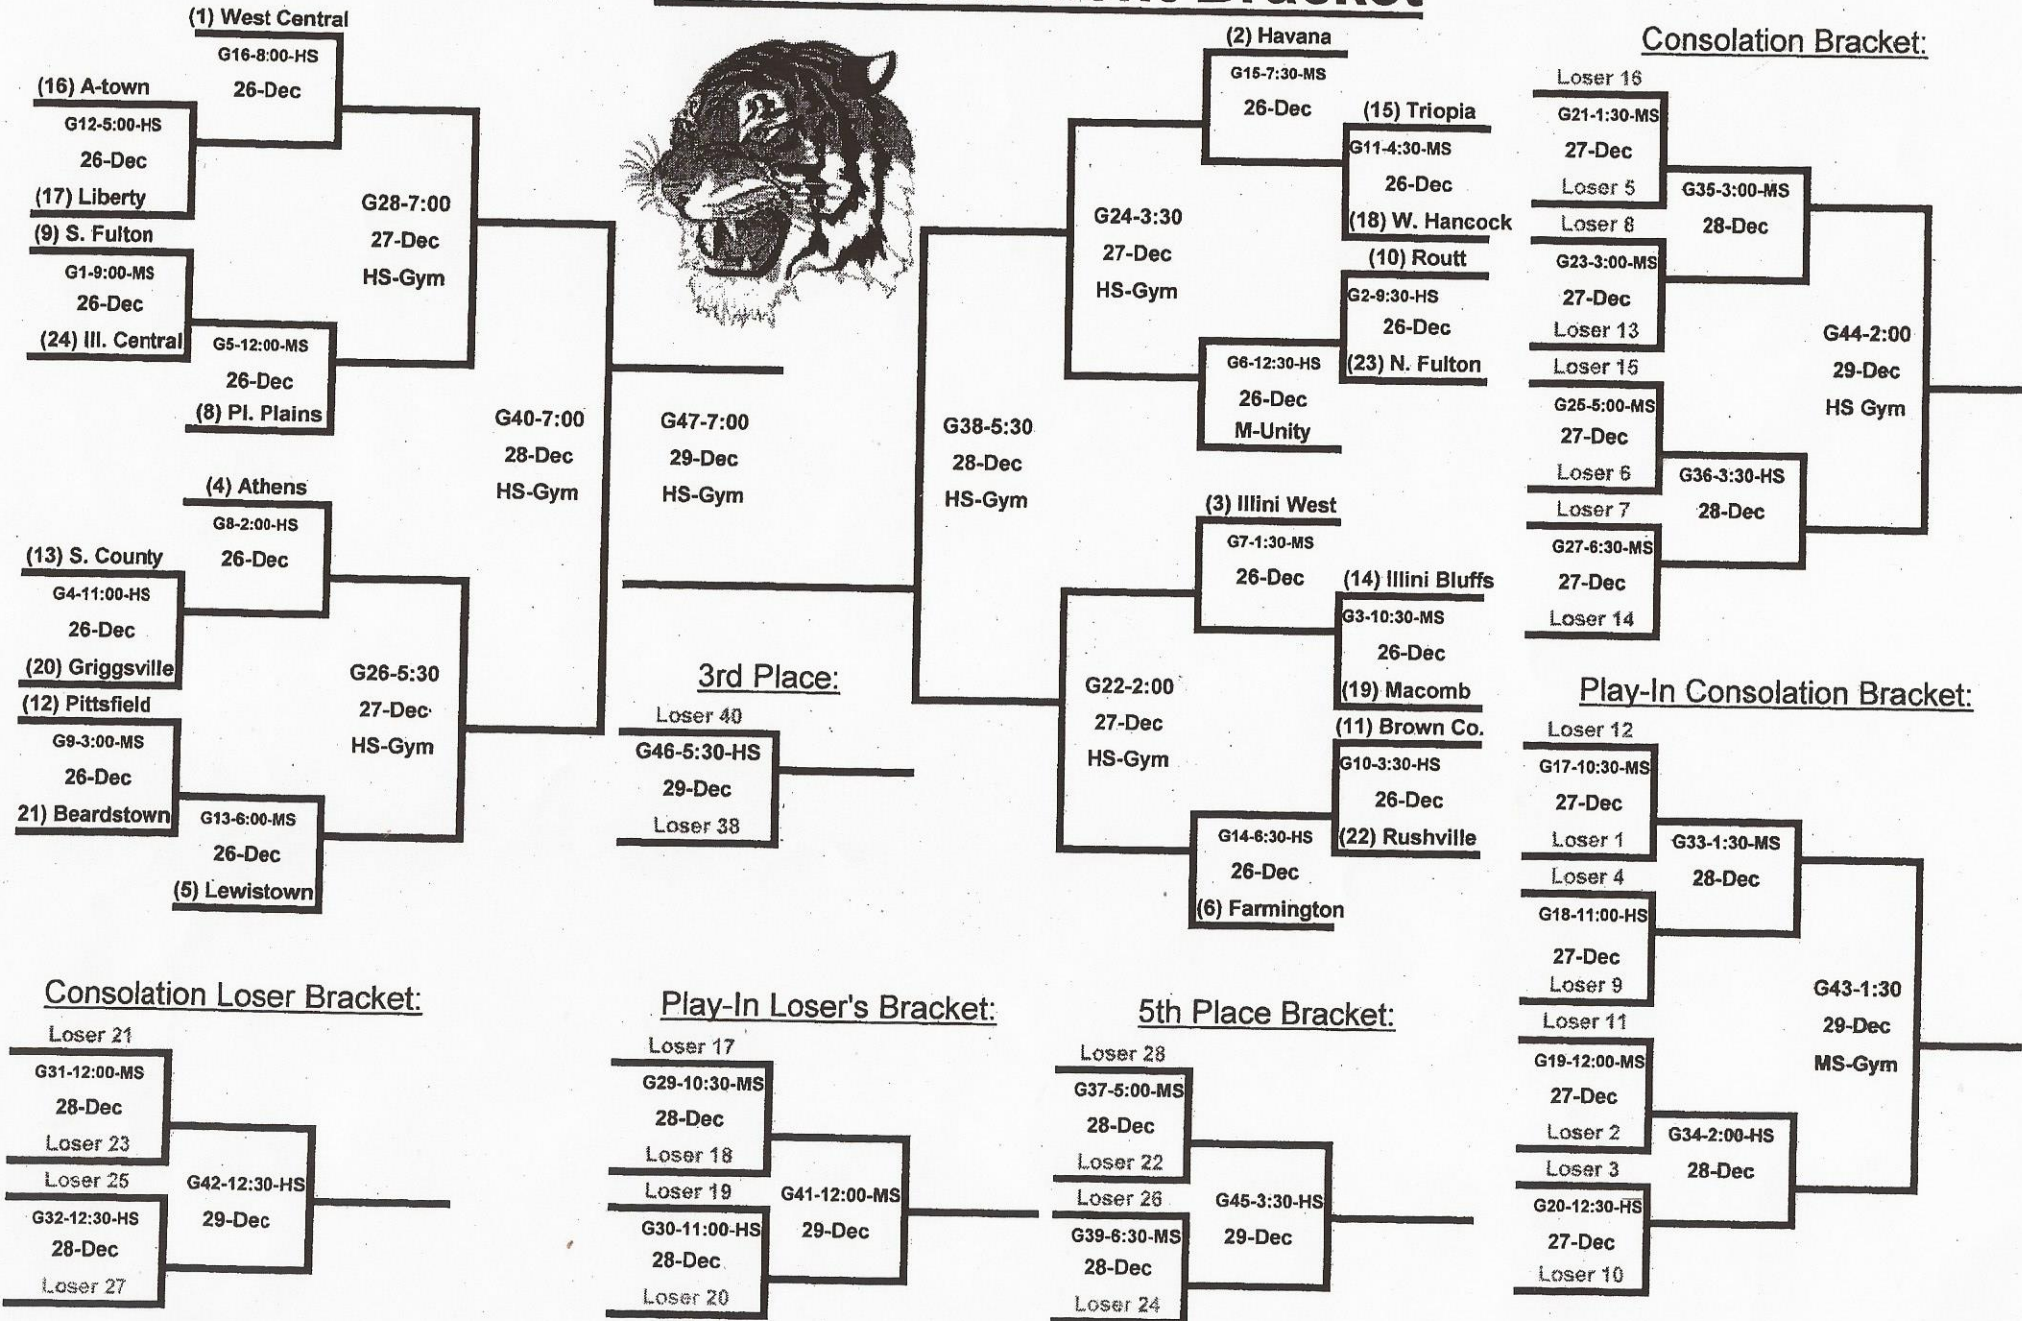 Bracket
(1) West Central
G16-8:00-HS
26-Dec
(16) A-town
G12-5:00-HS
26-Dec
(17) Liberty
(9) S. Fulton
G1-9:00-MS
26-Dec
(24) Ill. Central
G5-12:00-MS
26-Dec
(8) Pl. Plains
G28-7:00
27-Dec
HS-Gym
(4) Athens
G8-2:00-HS
26-Dec
(13) S. County
G4-11:00-HS
26-Dec
(20) Griggsville
(12) Pittsfield
G9-3:00-MS
26-Dec
21) Beardstown
G13-6:00-MS
26-Dec
(5) Lewistown
G26-5:30
27-Dec
HS-Gym
G40-7:00
28-Dec
HS-Gym
G47-7:00
29-Dec
HS-Gym
3rd Place:
Loser 40
G46-5:30-HS
29-Dec
Loser 38
G38-5:30
28-Dec
HS-Gym
(2) Havana
G15-7:30-MS
26-Dec
(15) Triopia
G11-4:30-MS
26-Dec
(18) W. Hancock
(10) Routt
G2-9:30-HS
26-Dec
(23) N. Fulton
G24-3:30
27-Dec
HS-Gym
G6-12:30-HS
26-Dec
M-Unity
(3) Illini West
G7-1:30-MS
26-Dec
(14) Illini Bluffs
G3-10:30-MS
26-Dec
(19) Macomb
(11) Brown Co.
G10-3:30-HS
26-Dec
(22) Rushville
G22-2:00
27-Dec
HS-Gym
G14-6:30-HS
26-Dec
(6) Farmington
Consolation Bracket:
Loser 16
G21-1:30-MS
27-Dec
Loser 5
Loser 8
G23-3:00-MS
27-Dec
Loser 13
Loser 15
G25-5:00-MS
27-Dec
Loser 6
Loser 7
G27-6:30-MS
27-Dec
Loser 14
G35-3:00-MS
28-Dec
G36-3:30-HS
28-Dec
G44-2:00
29-Dec
HS Gym
Play-In Consolation Bracket:
Loser 12
G17-10:30-MS
27-Dec
Loser 1
Loser 4
G18-11:00-HS
27-Dec
Loser 9
Loser 11
G19-12:00-MS
27-Dec
Loser 2
Loser 3
G20-12:30-HS
27-Dec
Loser 10
G33-1:30-MS
28-Dec
G34-2:00-HS
28-Dec
G43-1:30
29-Dec
MS-Gym
Consolation Loser Bracket:
Loser 21
G31-12:00-MS
28-Dec
Loser 23
Loser 25
G32-12:30-HS
28-Dec
Loser 27
G42-12:30-HS
29-Dec
Play-In Loser's Bracket:
Loser 17
G29-10:30-MS
28-Dec
Loser 18
Loser 19
G30-11:00-HS
28-Dec
Loser 20
G41-12:00-MS
29-Dec
5th Place Bracket:
Loser 28
G37-5:00-MS
28-Dec
Loser 22
Loser 26
G39-6:30-MS
28-Dec
Loser 24
G45-3:30-HS
29-Dec